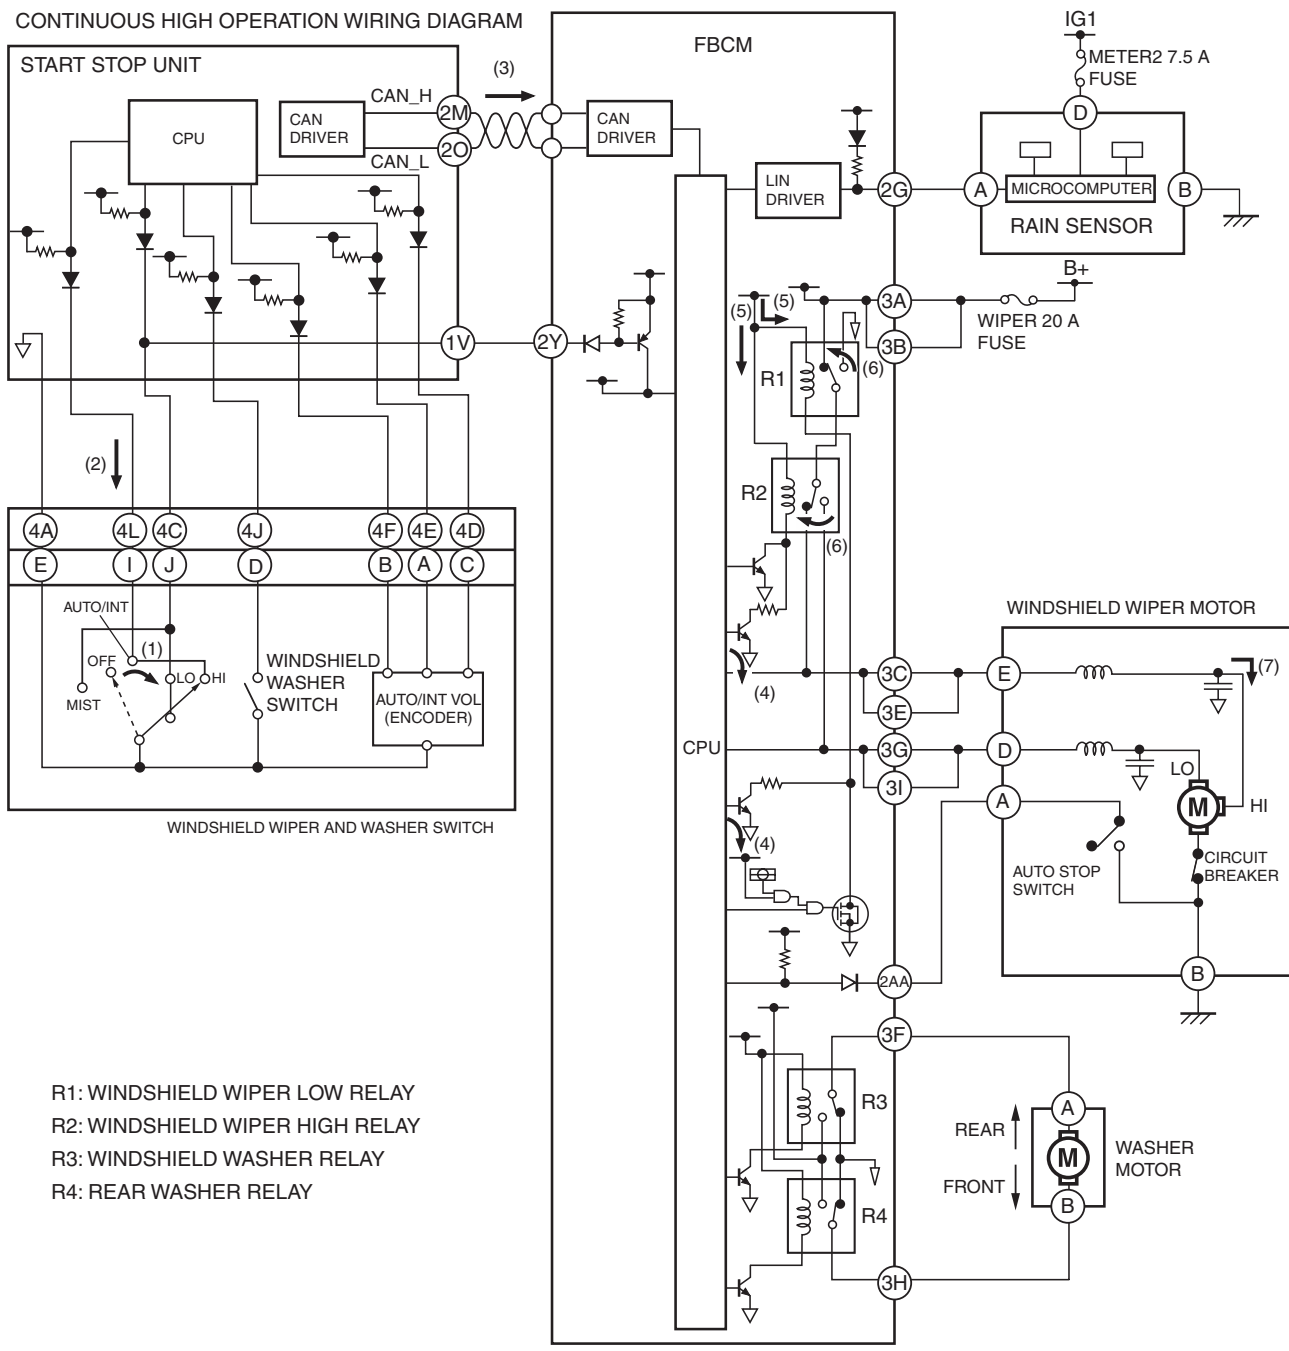 CONTINUOUS HIGH OPERATION WIRING DIAGRAM
START STOP UNIT
CPU
CAN
DRIVER
CAN_H
CAN_L
2M
2O
(3)
FBCM
CAN
DRIVER
LIN
DRIVER
2G
IG1
METER2 7.5 A
FUSE
D
A
MICROCOMPUTER
B
RAIN SENSOR
B+
WIPER 20 A
FUSE
3A
3B
(5)
(5)
R1
(6)
1V
2Y
R2
(6)
(2)
4A
4L
4C
4J
4F
4E
4D
E
I
J
D
B
A
C
AUTO/INT
(1)
OFF
LO
HI
MIST
WINDSHIELD
WASHER
SWITCH
AUTO/INT VOL
(ENCODER)
WINDSHIELD WIPER AND WASHER SWITCH
(4)
CPU
(4)
3C
3E
3G
3I
2AA
3F
3H
WINDSHIELD WIPER MOTOR
E
D
A
(7)
LO
M
HI
AUTO STOP
SWITCH
CIRCUIT
BREAKER
B
R3
R4
REAR
FRONT
A
M
B
WASHER
MOTOR
R1: WINDSHIELD WIPER LOW RELAY
R2: WINDSHIELD WIPER HIGH RELAY
R3: WINDSHIELD WASHER RELAY
R4: REAR WASHER RELAY